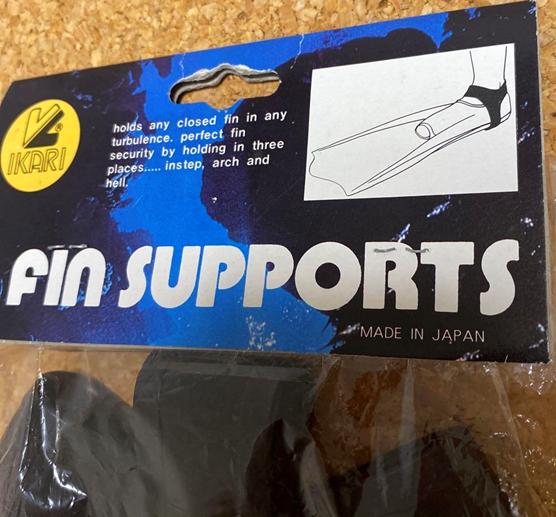 IKARI
holds any closed fin in any
turbulence. perfect fin
security by holding in three
places..... instep, arch and
hell.
fin SUPPORTS
MADE IN JAPAN